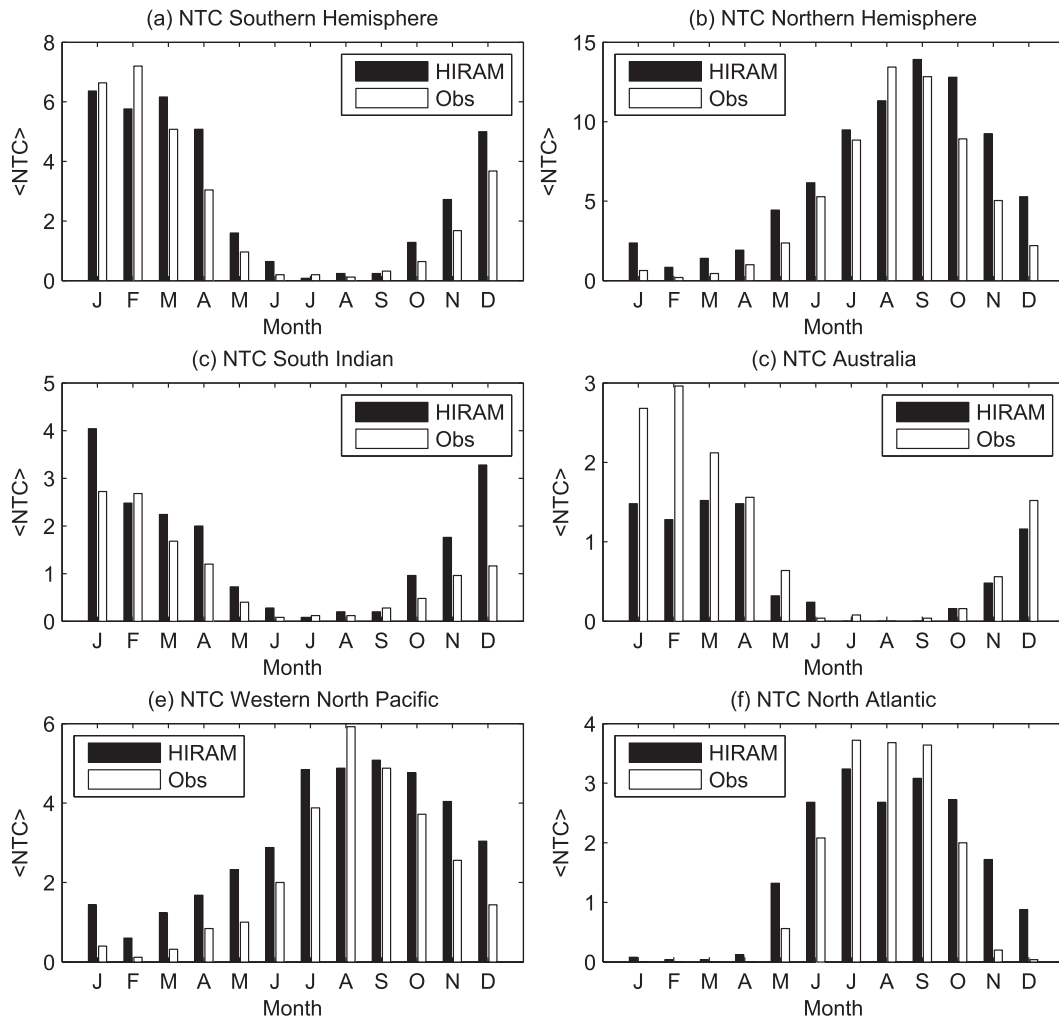 (a) NTC Southern Hemisphere
8
6
4
2
0
<NTC>
HIRAM
Obs
J F M A M J J A S O N D
Month
(b) NTC Northern Hemisphere
15
10
5
0
<NTC>
HIRAM
Obs
J F M A M J J A S O N D
Month
(c) NTC South Indian
5
4
3
2
1
0
<NTC>
HIRAM
Obs
J F M A M J J A S O N D
Month
(c) NTC Australia
3
2
1
0
<NTC>
HIRAM
Obs
J F M A M J J A S O N D
Month
(e) NTC Western North Pacific
6
4
2
0
<NTC>
HIRAM
Obs
J F M A M J J A S O N D
Month
(f) NTC North Atlantic
4
3
2
1
0
<NTC>
HIRAM
Obs
J F M A M J J A S O N D
Month